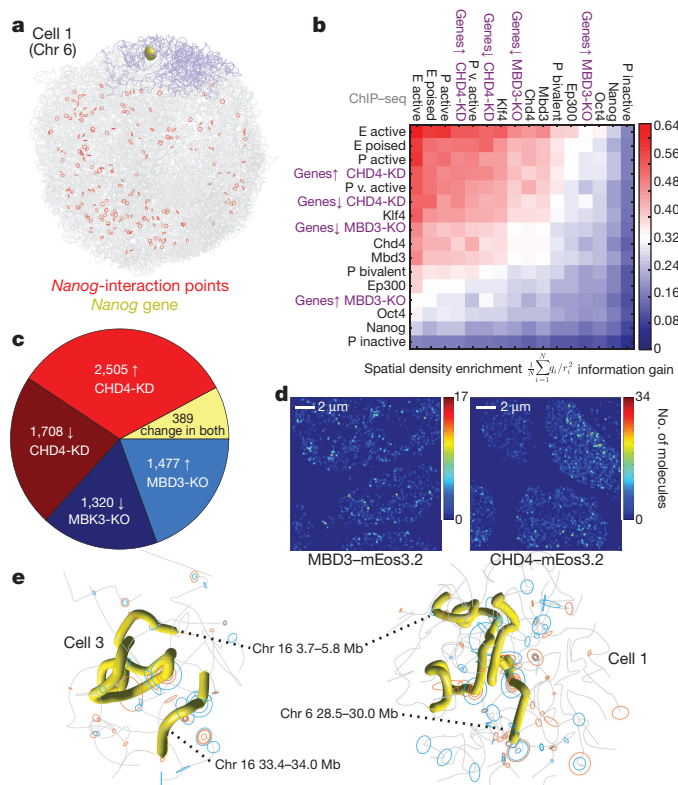 a
Cell 1
(Chr 6)
Nanog-interaction points
Nanog gene
b
ChIP–seq
E active
E poised
P active
Genes↑ CHD4-KD
P v. active
Genes↓ CHD4-KD
Klf4
Genes↓ MBD3-KO
Chd4
Mbd3
P bivalent
Ep300
Genes↑ MBD3-KO
Oct4
Nanog
P inactive
E active
E poised
P active
Genes↑ CHD4-KD
P v. active
Genes↓ CHD4-KD
Klf4
Genes↓ MBD3-KO
Chd4
Mbd3
P bivalent
Ep300
Genes↑ MBD3-KO
Oct4
Nanog
P inactive
0.64
0.56
0.48
0.40
0.32
0.24
0.16
0.08
0
Spatial density enrichment 1/N ∑ i=1 N q_i/r_i^2 information gain
c
2,505 ↑
CHD4-KD
389
change in both
1,708 ↓
CHD4-KD
1,477 ↑
MBD3-KO
1,320 ↓
MBK3-KO
d
2 μm
17
0
MBD3–mEos3.2
2 μm
34
0
No. of molecules
CHD4–mEos3.2
e
Cell 3
Chr 16 3.7–5.8 Mb
Cell 1
Chr 6 28.5–30.0 Mb
Chr 16 33.4–34.0 Mb